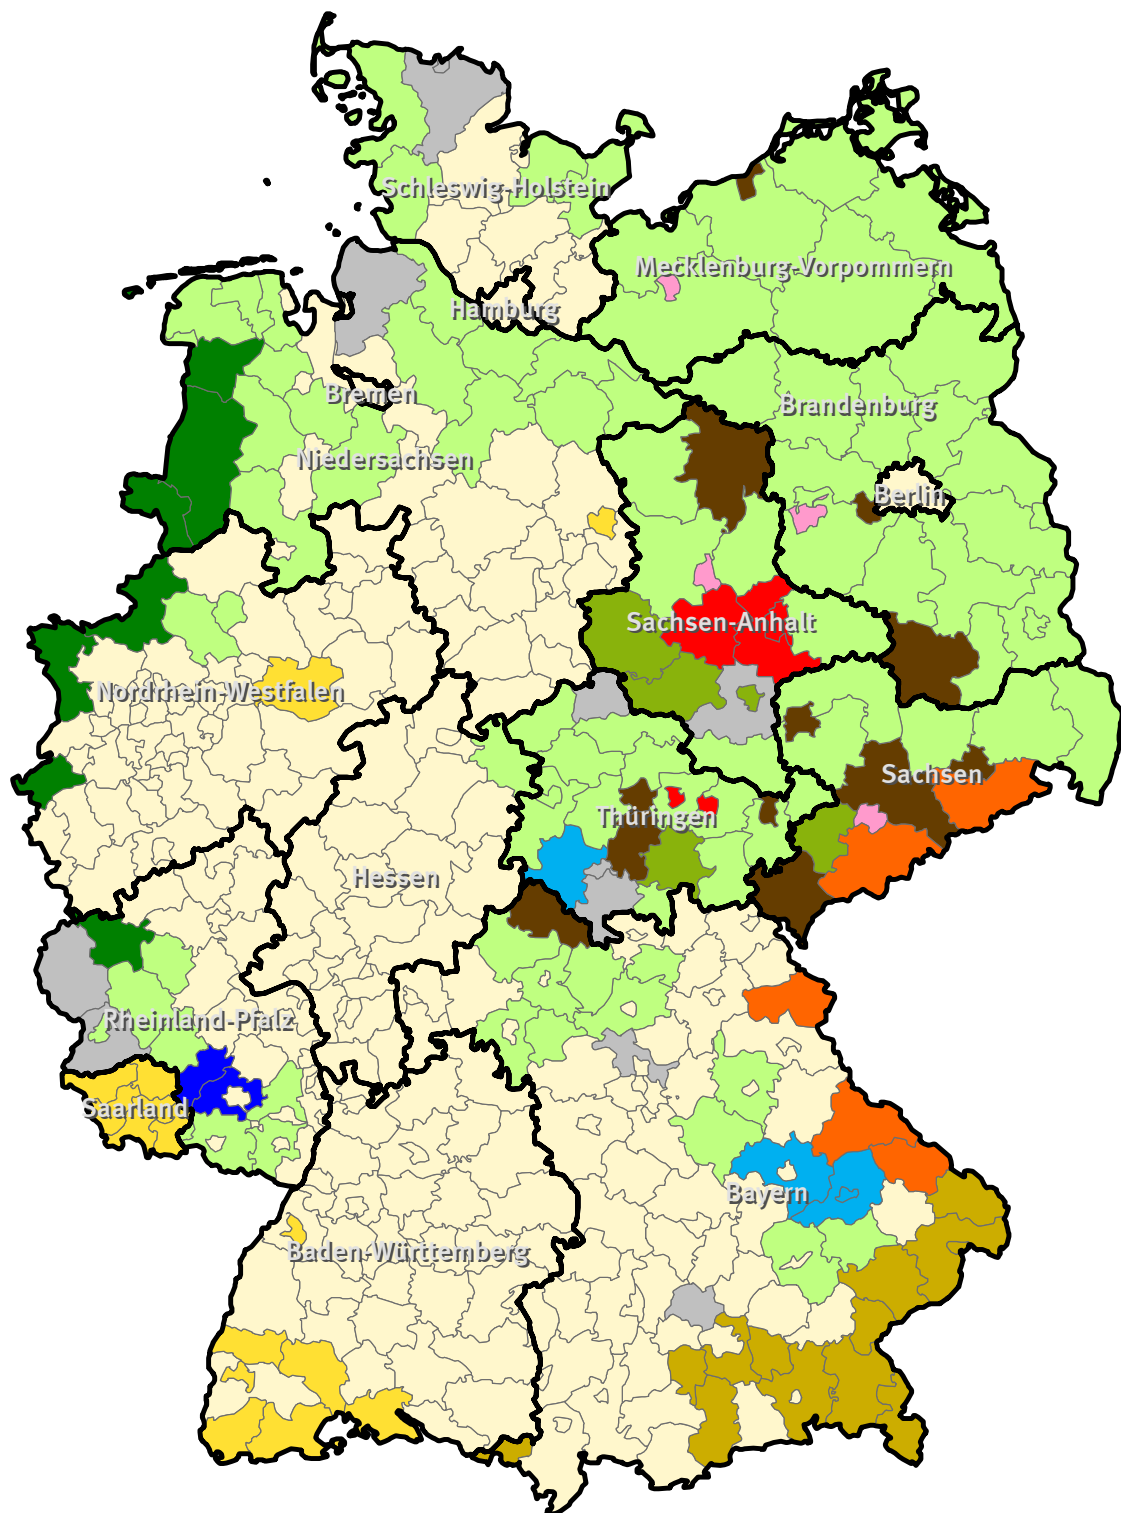 Schleswig-Holstein
Mecklenburg-Vorpommern
Hamburg
Bremen
Brandenburg
Niedersachsen
Berlin
Sachsen-Anhalt
Nordrhein-Westfalen
Sachsen
Thüringen
Hessen
Rheinland-Pfalz
Saarland
Bayern
Baden-Württemberg